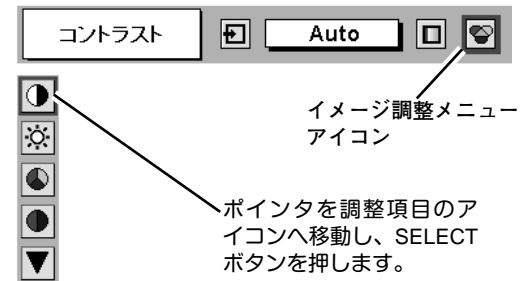 コントラスト
Auto
イメージ調整メニュー
アイコン
ポインタを調整項目のア
イコンへ移動し、SELECT
ボタンを押します。